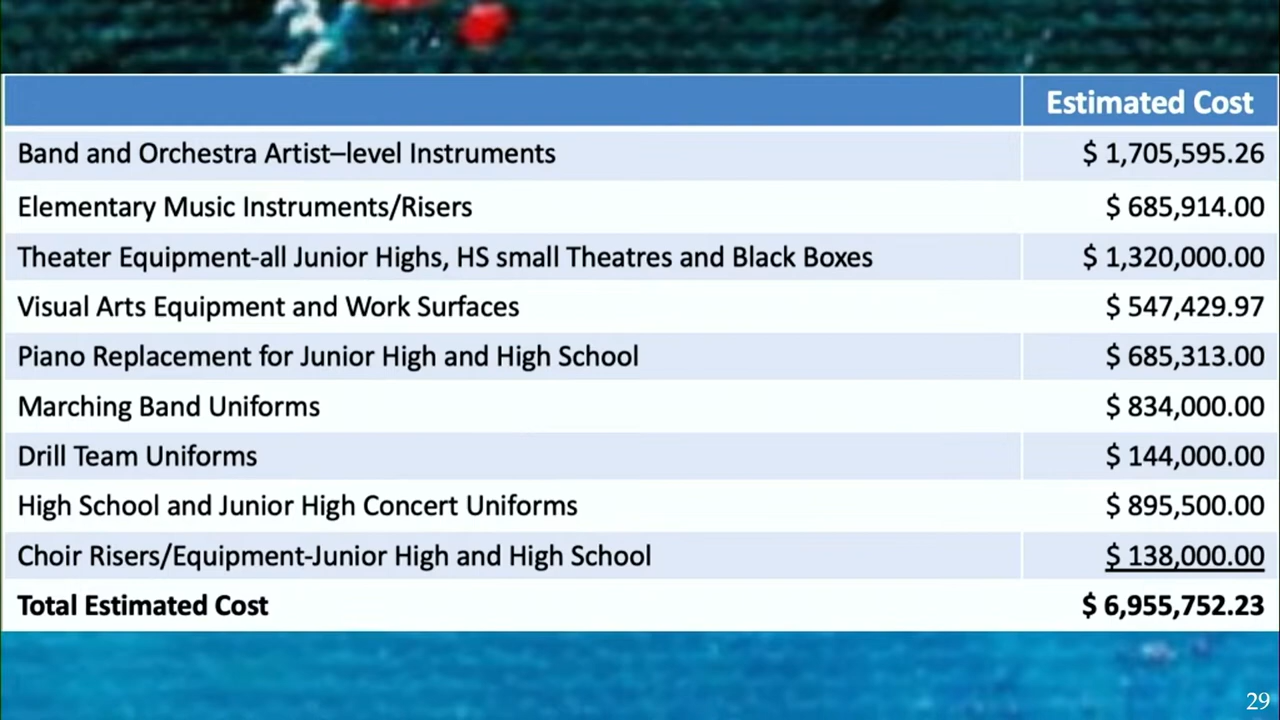 Estimated Cost
Band and Orchestra Artist–level Instruments $ 1,705,595.26
Elementary Music Instruments/Risers $ 685,914.00
Theater Equipment-all Junior Highs, HS small Theatres and Black Boxes $ 1,320,000.00
Visual Arts Equipment and Work Surfaces $ 547,429.97
Piano Replacement for Junior High and High School $ 685,313.00
Marching Band Uniforms $ 834,000.00
Drill Team Uniforms $ 144,000.00
High School and Junior High Concert Uniforms $ 895,500.00
Choir Risers/Equipment-Junior High and High School $ 138,000.00
Total Estimated Cost $ 6,955,752.23
29